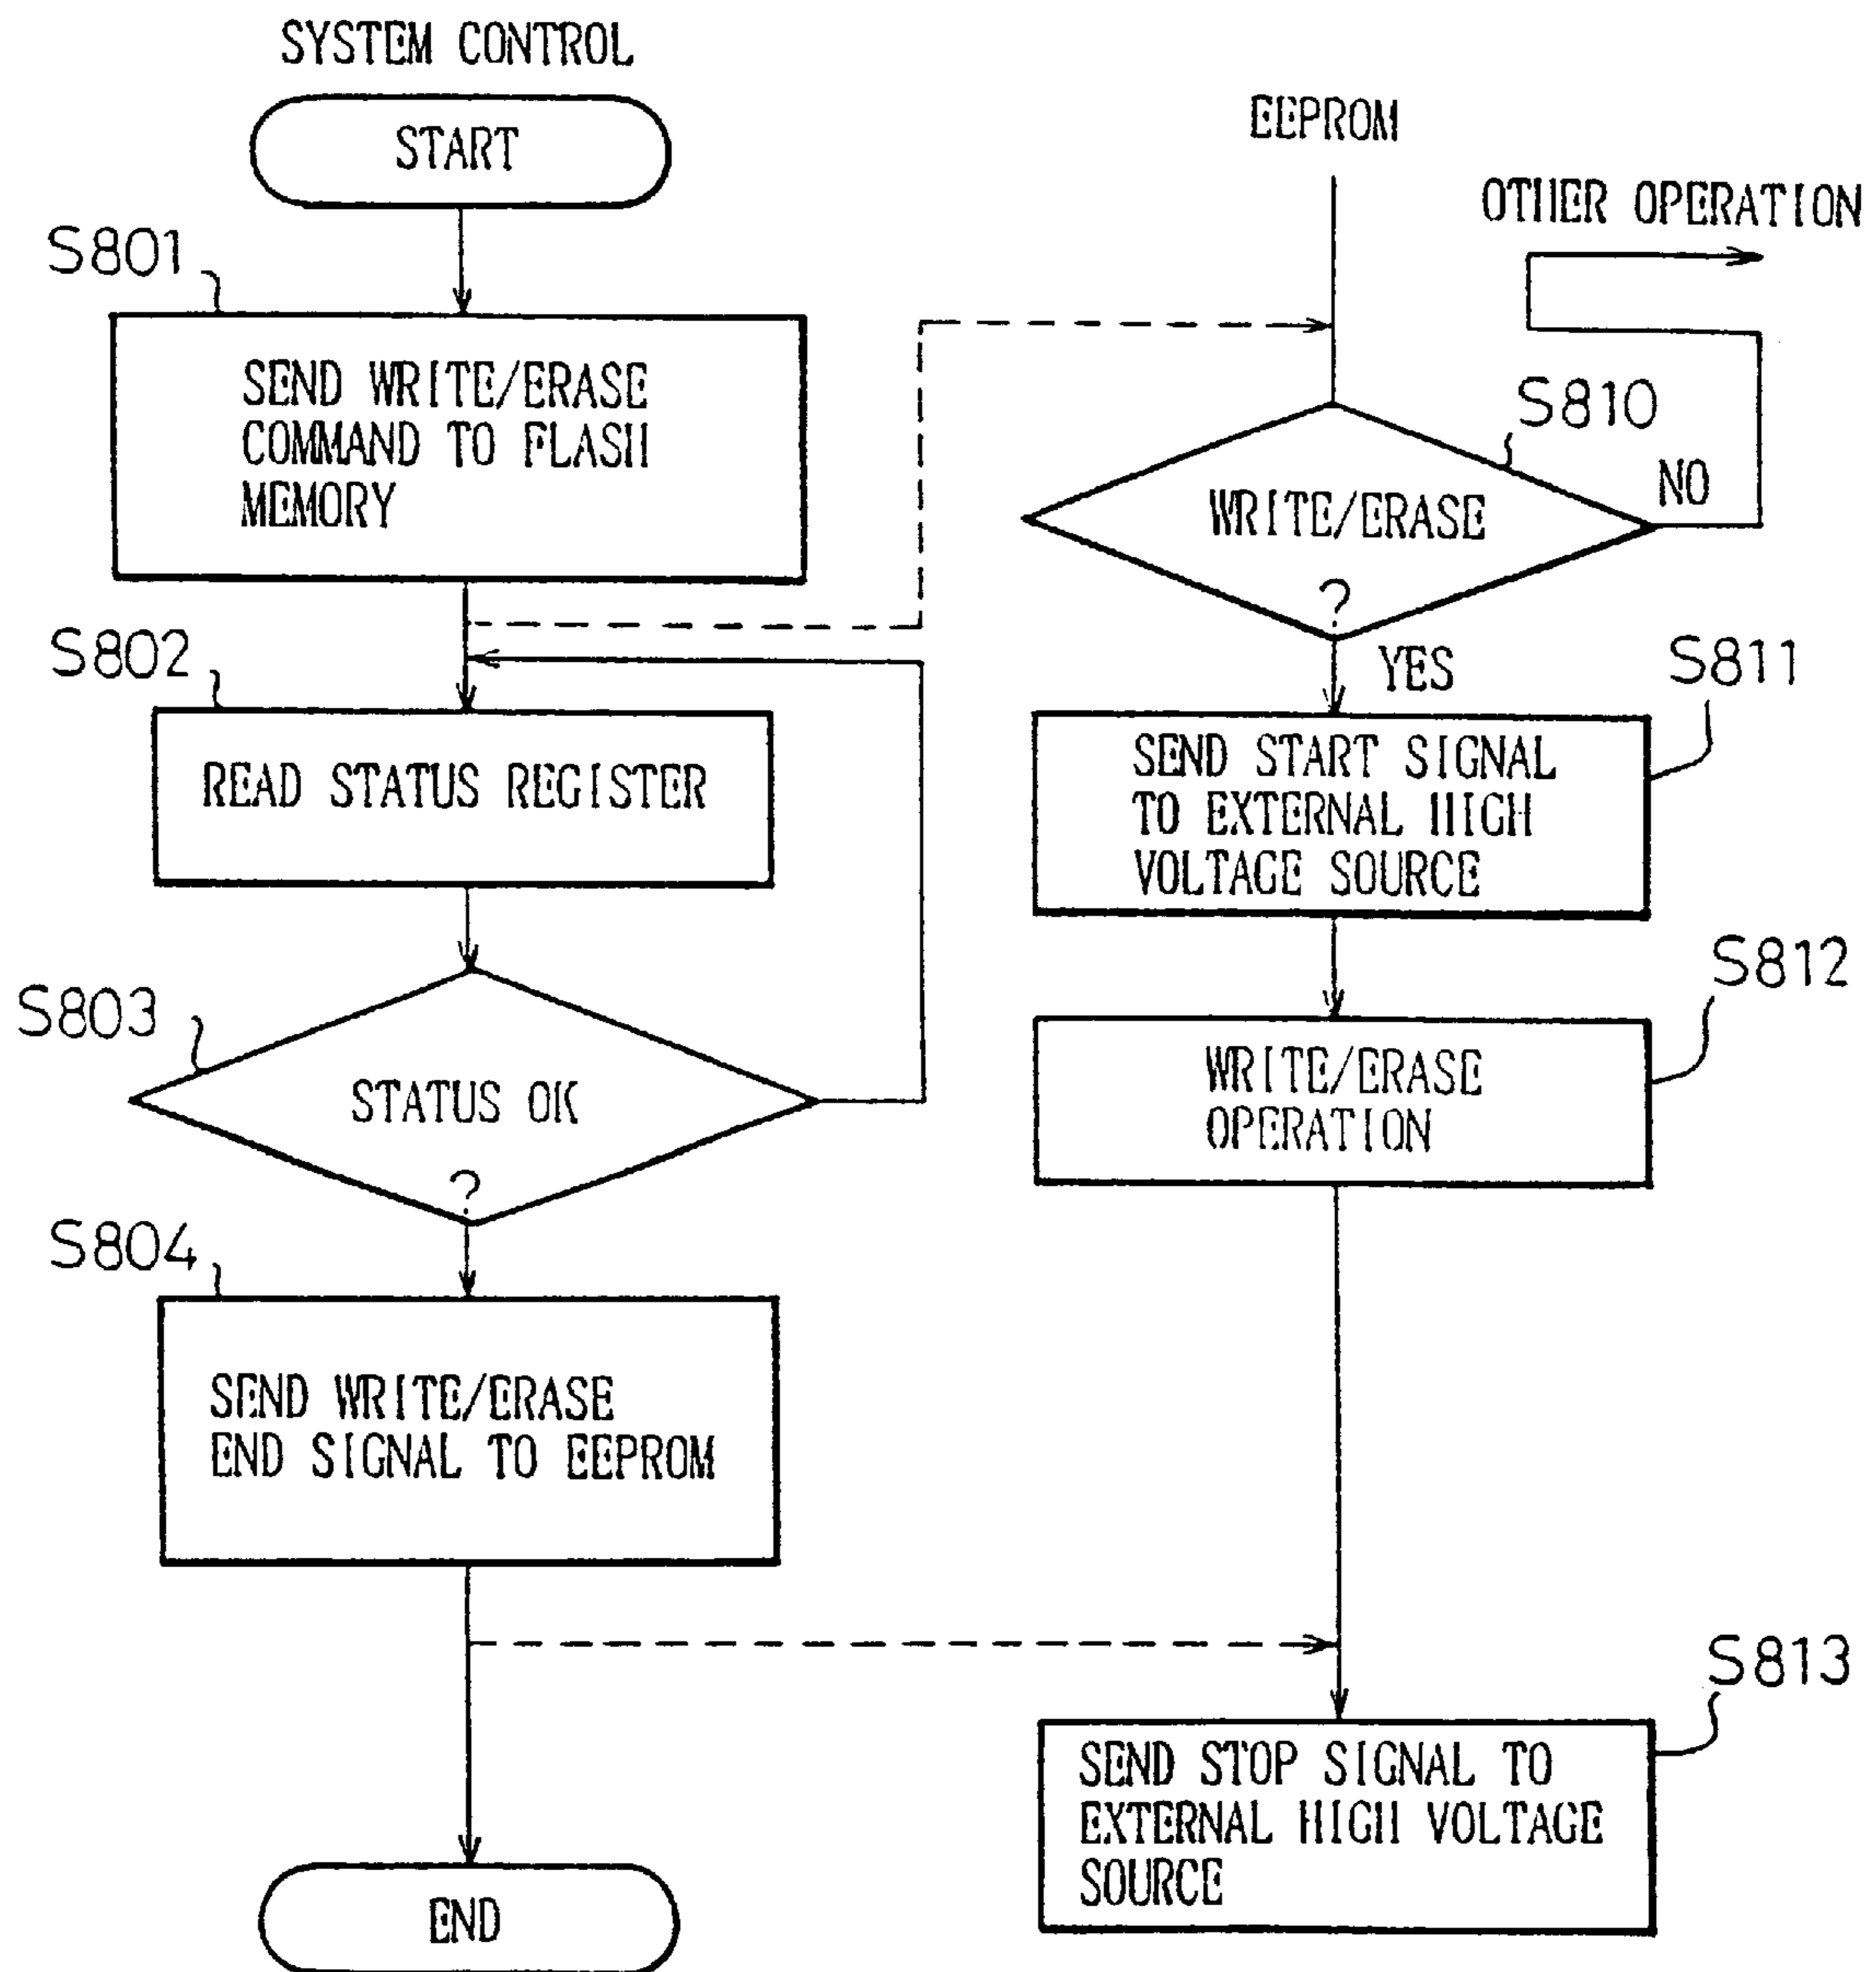 SYSTEM CONTROL
START
S801
SEND WRITE/ERASE
COMMAND TO FLASH
MEMORY
S802
READ STATUS REGISTER
S803
STATUS OK
?
S804
SEND WRITE/ERASE
END SIGNAL TO EEPROM
END
EEPROM
OTHER OPERATION
S810
WRITE/ERASE
?
NO
YES
S811
SEND START SIGNAL
TO EXTERNAL HIGH
VOLTAGE SOURCE
S812
WRITE/ERASE
OPERATION
S813
SEND STOP SIGNAL TO
EXTERNAL HIGH VOLTAGE
SOURCE